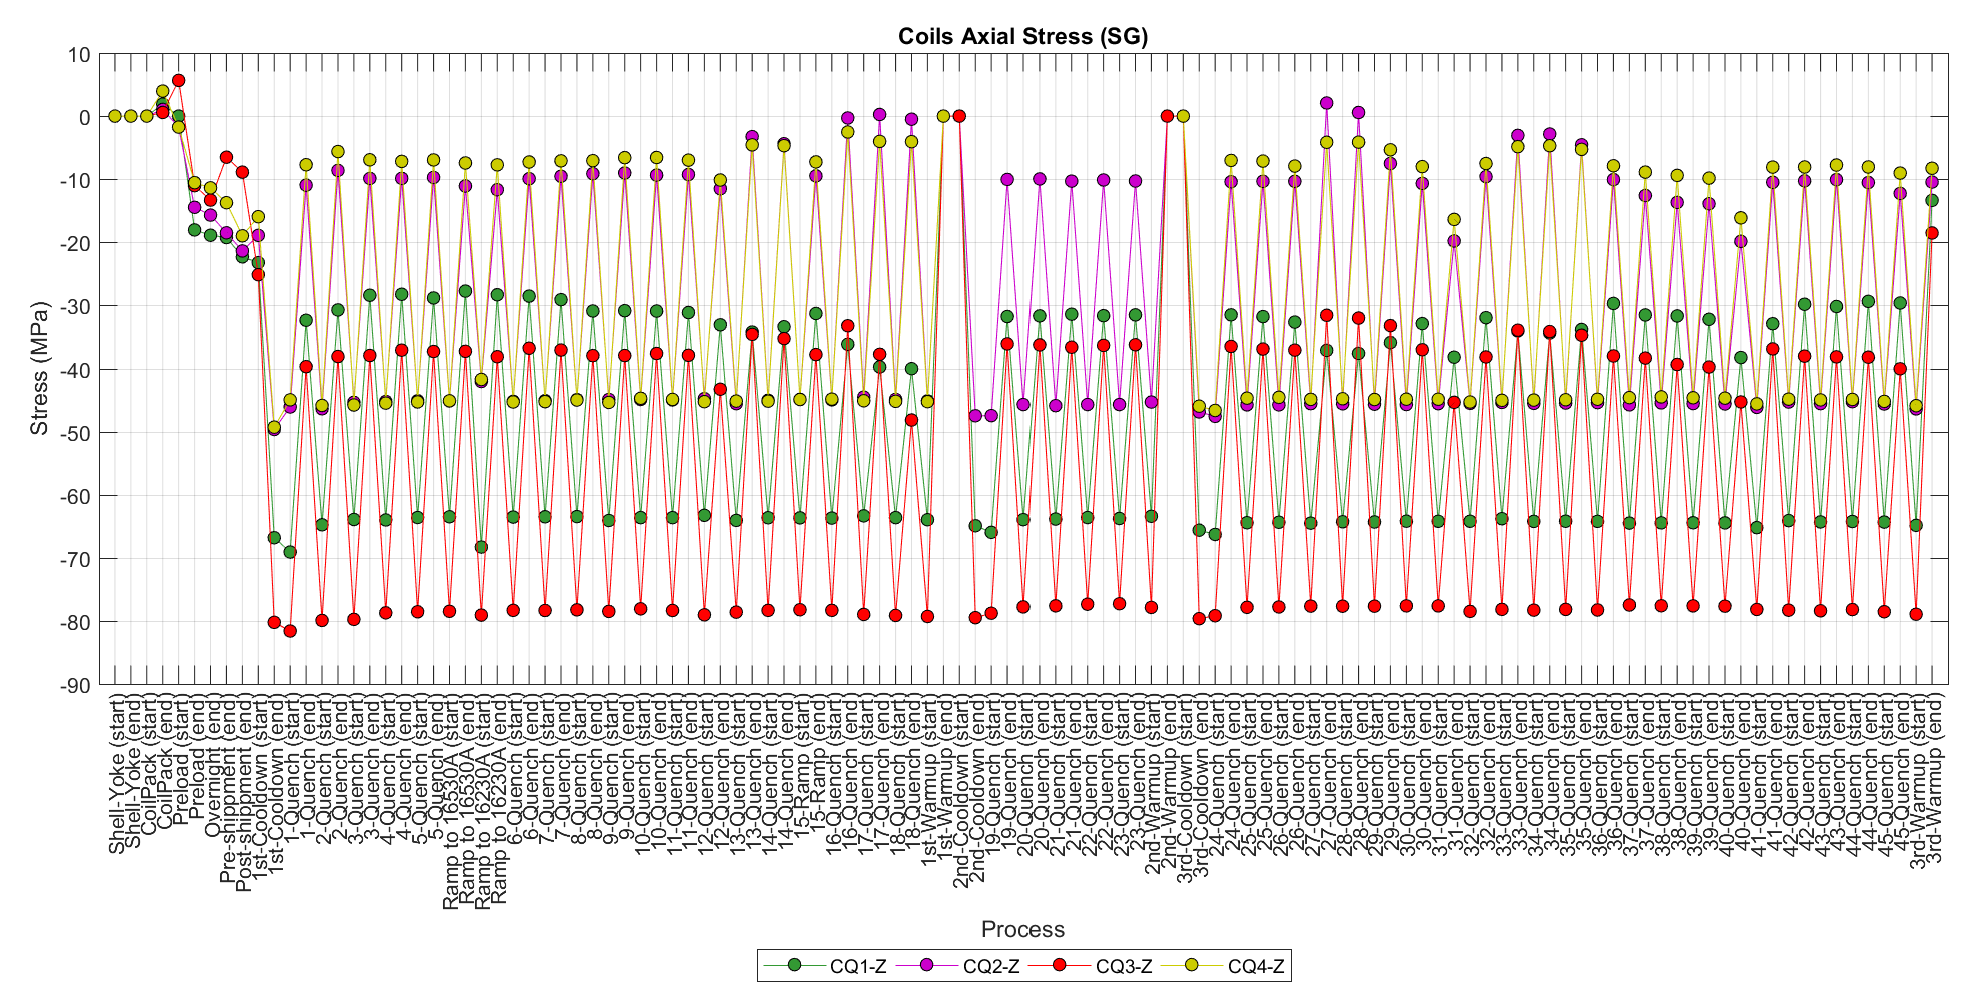 Coils Axial Stress (SG)
10
0
-10
-20
-30
-40
-50
-60
-70
-80
-90
Stress (MPa)
Shell-Yoke (start)
Shell-Yoke (end)
CoilPack (start)
CoilPack (end)
Preload (start)
Preload (end)
Overnight (end)
Pre-shippment (end)
Post-shippment (end)
1st-Cooldown (start)
1st-Cooldown (end)
1-Quench (start)
1-Quench (end)
2-Quench (start)
2-Quench (end)
3-Quench (start)
3-Quench (end)
4-Quench (start)
4-Quench (end)
5-Quench (start)
5-Quench (end)
Ramp to 16530A (start)
Ramp to 16530A (end)
Ramp to 16230A (start)
Ramp to 16230A (end)
6-Quench (start)
6-Quench (end)
7-Quench (start)
7-Quench (end)
8-Quench (start)
8-Quench (end)
9-Quench (start)
9-Quench (end)
10-Quench (start)
10-Quench (end)
11-Quench (start)
11-Quench (end)
12-Quench (start)
12-Quench (end)
13-Quench (start)
13-Quench (end)
14-Quench (start)
14-Quench (end)
15-Ramp (start)
15-Ramp (end)
16-Quench (start)
16-Quench (end)
17-Quench (start)
17-Quench (end)
18-Quench (start)
18-Quench (end)
1st-Warmup (start)
1st-Warmup (end)
2nd-Cooldown (start)
2nd-Cooldown (end)
19-Quench (start)
19-Quench (end)
20-Quench (start)
20-Quench (end)
21-Quench (start)
21-Quench (end)
22-Quench (start)
22-Quench (end)
23-Quench (start)
23-Quench (end)
2nd-Warmup (start)
2nd-Warmup (end)
3rd-Cooldown (start)
3rd-Cooldown (end)
24-Quench (start)
24-Quench (end)
25-Quench (start)
25-Quench (end)
26-Quench (start)
26-Quench (end)
27-Quench (start)
27-Quench (end)
28-Quench (start)
28-Quench (end)
29-Quench (start)
29-Quench (end)
30-Quench (start)
30-Quench (end)
31-Quench (start)
31-Quench (end)
32-Quench (start)
32-Quench (end)
33-Quench (start)
33-Quench (end)
34-Quench (start)
34-Quench (end)
35-Quench (start)
35-Quench (end)
36-Quench (start)
36-Quench (end)
37-Quench (start)
37-Quench (end)
38-Quench (start)
38-Quench (end)
39-Quench (start)
39-Quench (end)
40-Quench (start)
40-Quench (end)
41-Quench (start)
41-Quench (end)
42-Quench (start)
42-Quench (end)
43-Quench (start)
43-Quench (end)
44-Quench (start)
44-Quench (end)
45-Quench (start)
45-Quench (end)
3rd-Warmup (start)
3rd-Warmup (end)
Process
CQ1-Z CQ2-Z CQ3-Z CQ4-Z